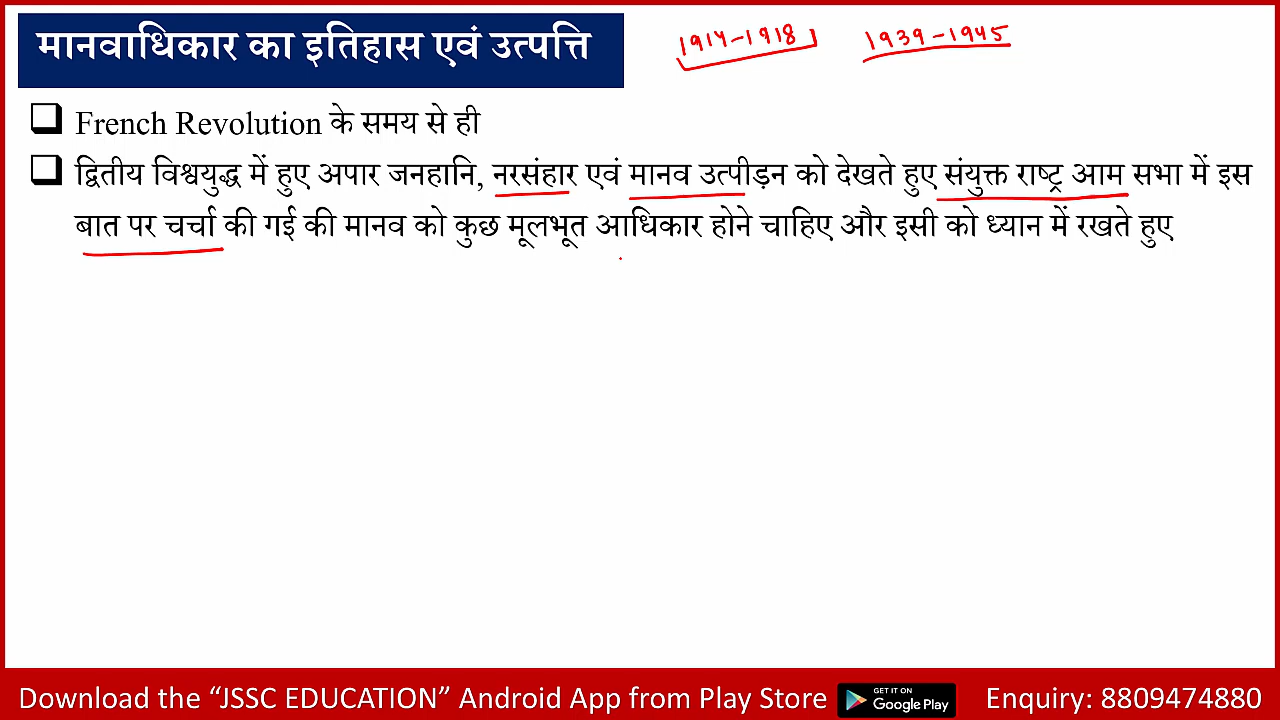 मानवाधिकार का इतिहास एवं उत्पत्ति
1914-1918 1939-1945
French Revolution के समय से ही
द्वितीय विश्वयुद्ध में हुए अपार जनहानि, नरसंहार एवं मानव उत्पीड़न को देखते हुए संयुक्त राष्ट्र आम सभा में इस
बात पर चर्चा की गई की मानव को कुछ मूलभूत आधिकार होने चाहिए और इसी को ध्यान में रखते हुए
Download the “JSSC EDUCATION” Android App from Play Store GET IT ON Google Play Enquiry: 8809474880